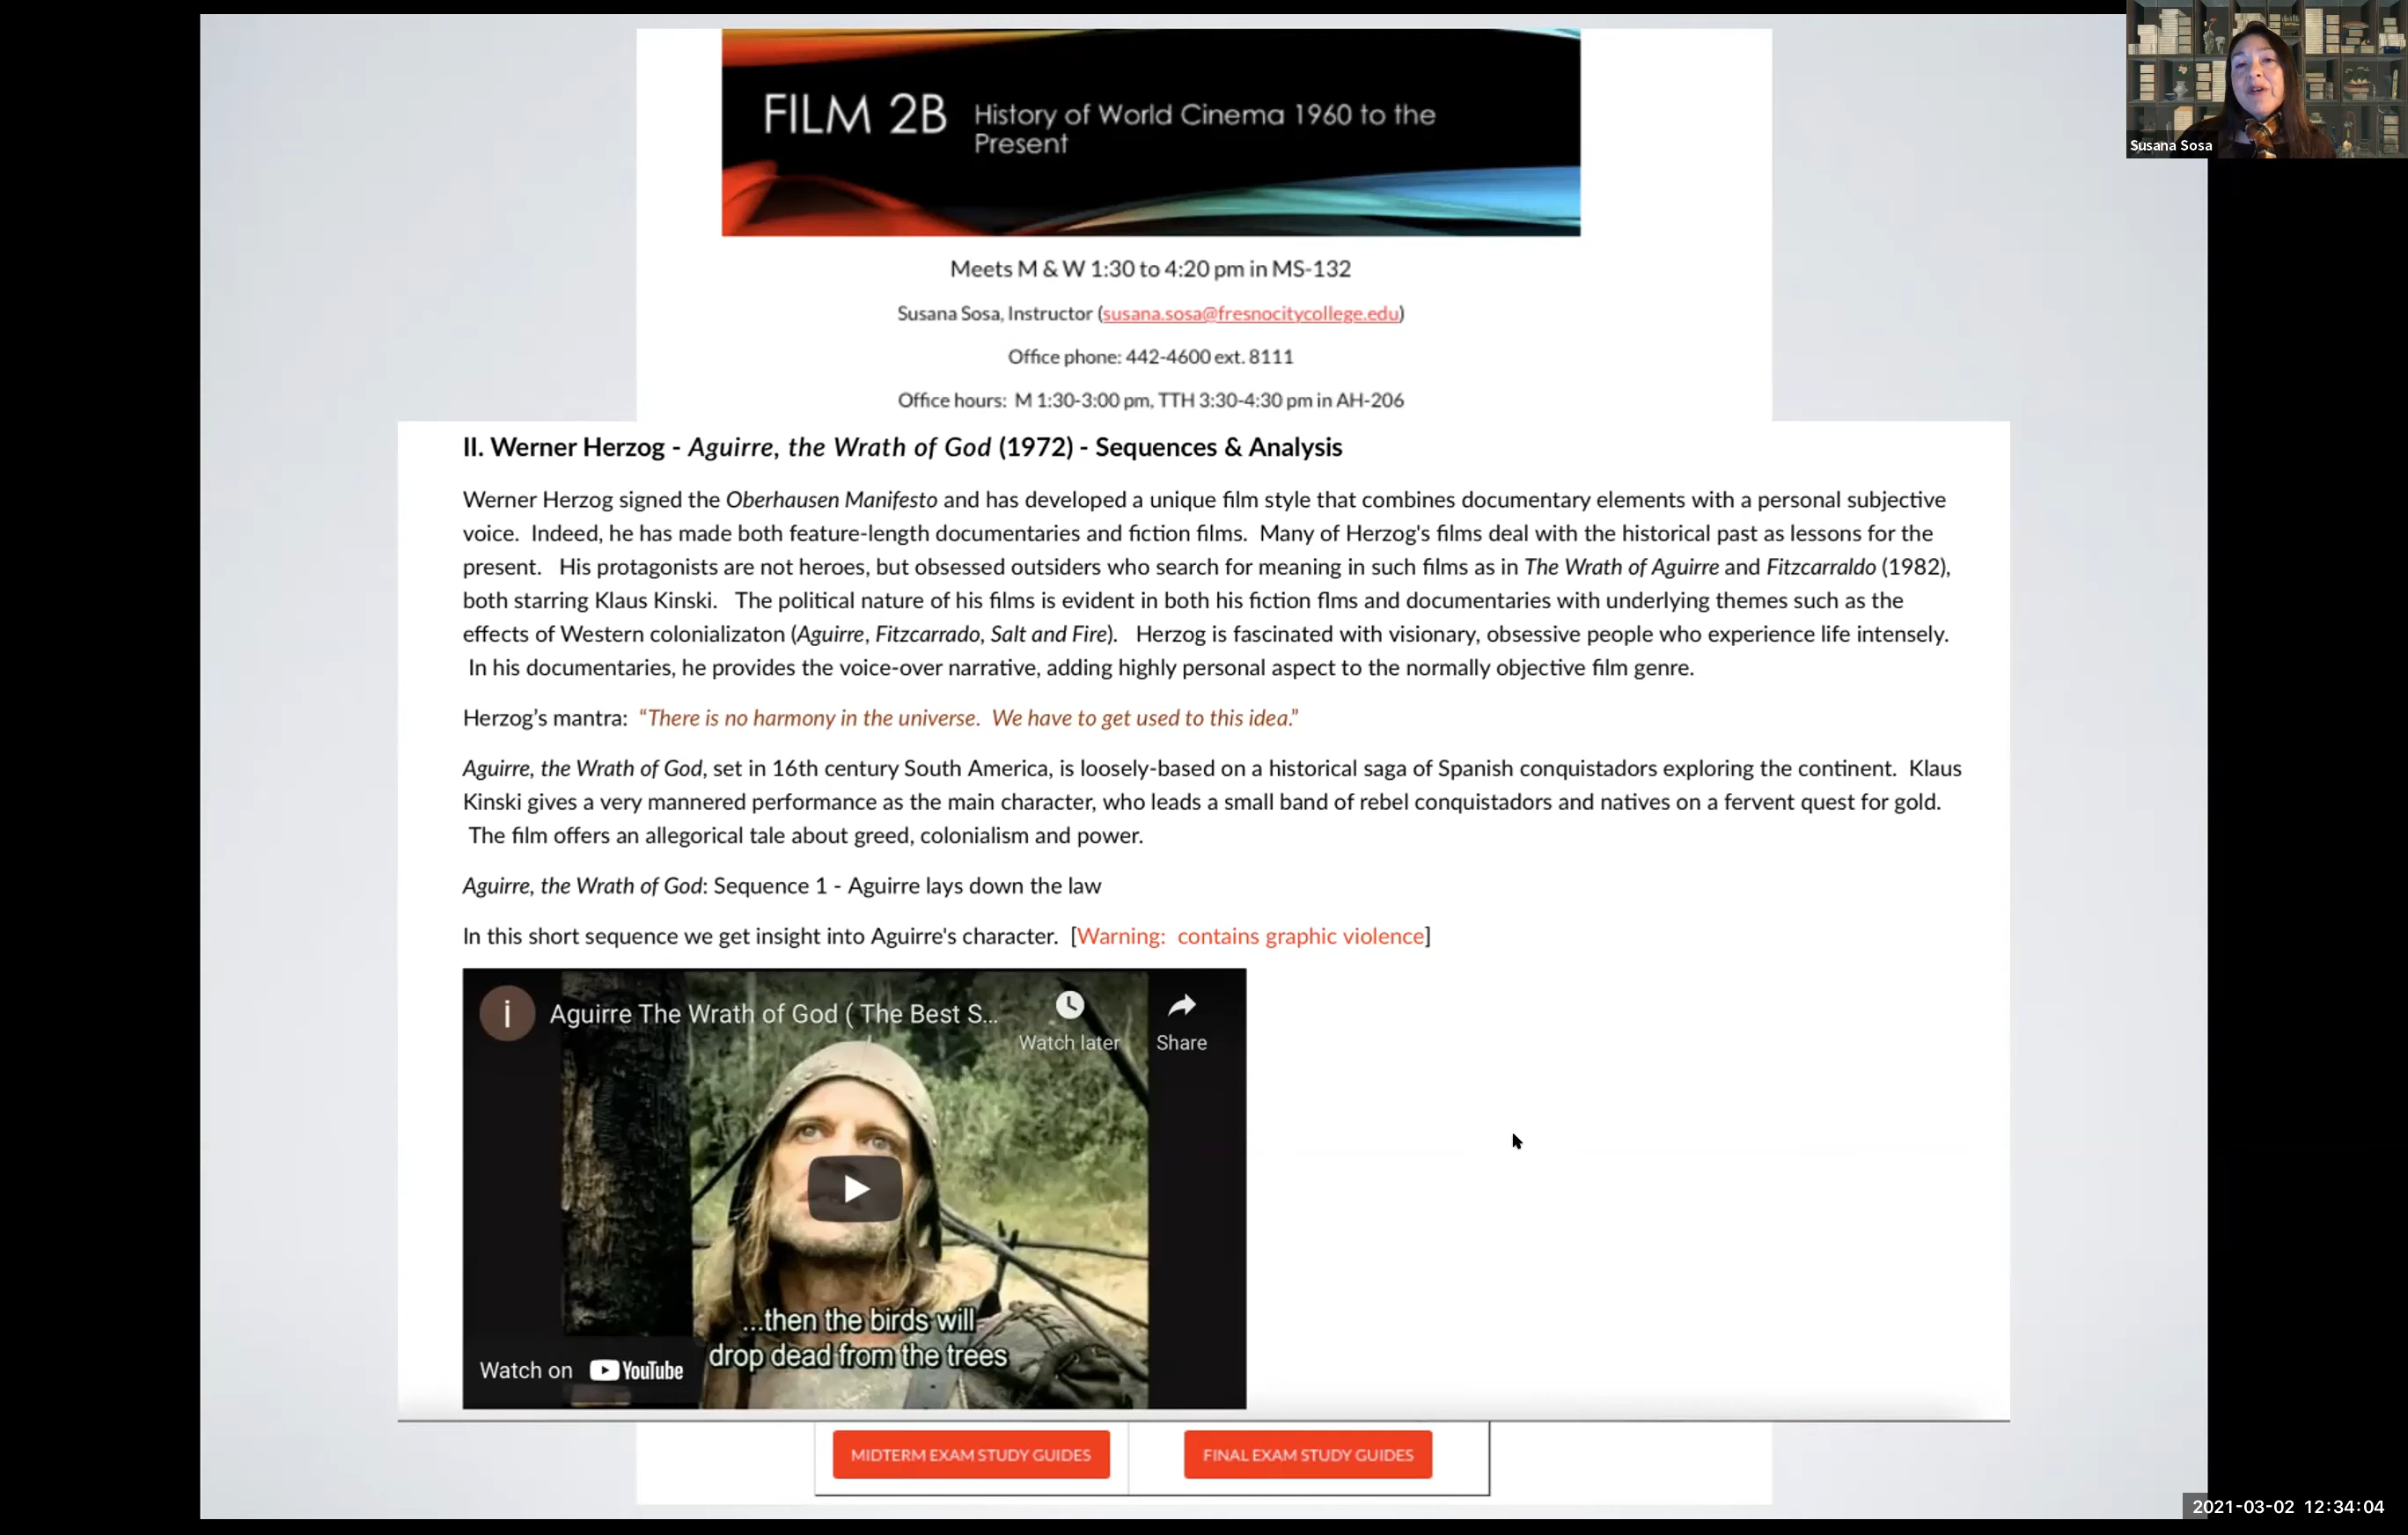 FILM 2B
History of World Cinema 1960 to the
Present
Susana Sosa
Meets M & W 1:30 to 4:20 pm in MS-132
Susana Sosa, Instructor (susana.sosa@fresnocitycollege.edu)
Office phone: 442-4600 ext. 8111
Office hours:  M 1:30-3:00 pm, TTH 3:30-4:30 pm in AH-206
II. Werner Herzog - Aguirre, the Wrath of God (1972) - Sequences & Analysis
Werner Herzog signed the Oberhausen Manifesto and has developed a unique film style that combines documentary elements with a personal subjective
voice.  Indeed, he has made both feature-length documentaries and fiction films.  Many of Herzog's films deal with the historical past as lessons for the
present.   His protagonists are not heroes, but obsessed outsiders who search for meaning in such films as in The Wrath of Aguirre and Fitzcarraldo (1982),
both starring Klaus Kinski.   The political nature of his films is evident in both his fiction flms and documentaries with underlying themes such as the
effects of Western colonializaton (Aguirre, Fitzcarrado, Salt and Fire).   Herzog is fascinated with visionary, obsessive people who experience life intensely.
In his documentaries, he provides the voice-over narrative, adding highly personal aspect to the normally objective film genre.
Herzog’s mantra:  “There is no harmony in the universe.  We have to get used to this idea.”
Aguirre, the Wrath of God, set in 16th century South America, is loosely-based on a historical saga of Spanish conquistadors exploring the continent.  Klaus
Kinski gives a very mannered performance as the main character, who leads a small band of rebel conquistadors and natives on a fervent quest for gold.
The film offers an allegorical tale about greed, colonialism and power.
Aguirre, the Wrath of God: Sequence 1 - Aguirre lays down the law
In this short sequence we get insight into Aguirre's character.  [Warning:  contains graphic violence]
i
Aguirre The Wrath of God ( The Best S...
Watch later
Share
...then the birds will
drop dead from the trees
Watch on YouTube
MIDTERM EXAM STUDY GUIDES
FINAL EXAM STUDY GUIDES
2021-03-02 12:34:04